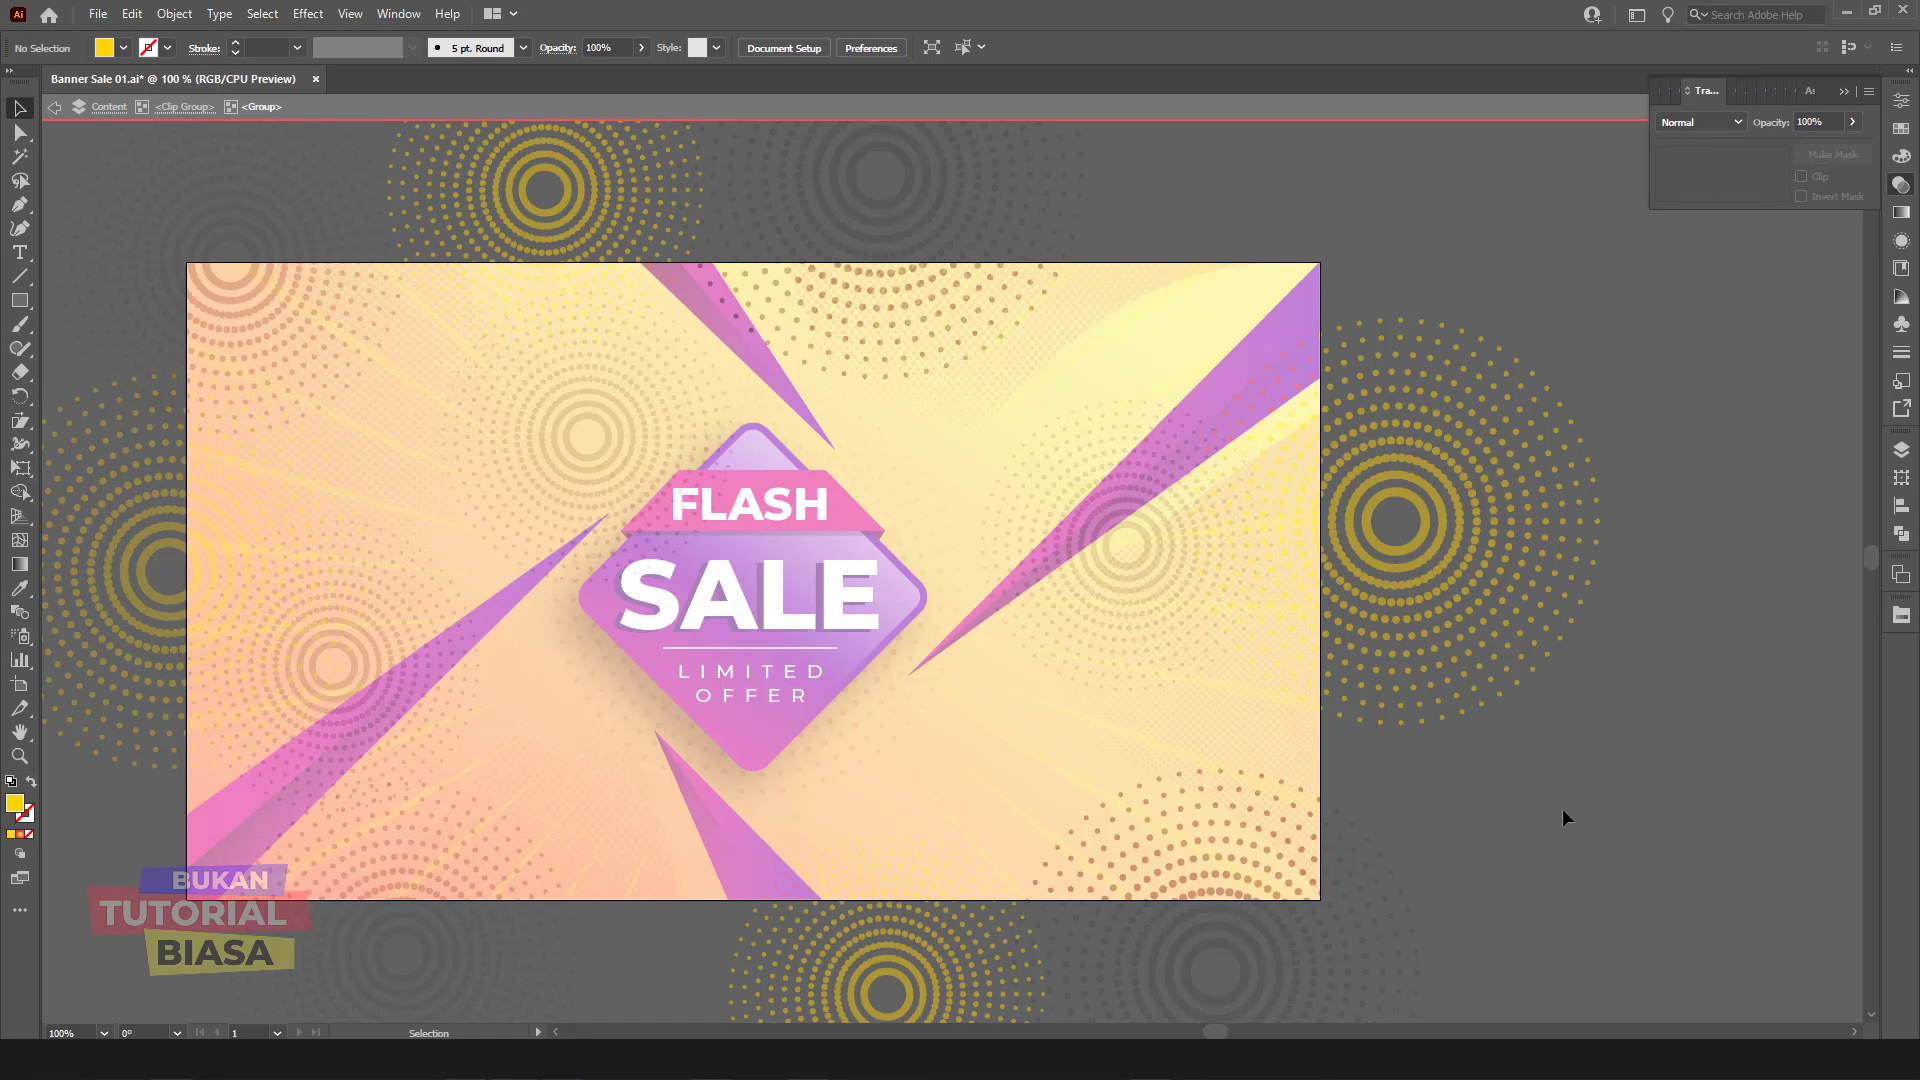 Ai File Edit Object Type Select Effect View Window Help Search Adobe Help
No Selection Stroke: 5 pt. Round Opacity: 100% Style: Document Setup Preferences
Banner Sale 01.ai* @ 100 % (RGB/CPU Preview) ×
Content <Clip Group> <Group>
Tra...
Normal Opacity: 100%
Make Mask
Clip
Invert Mask
FLASH
SALE
LIMITED
OFFER
BUKAN
TUTORIAL
BIASA
100% 0° 1 Selection